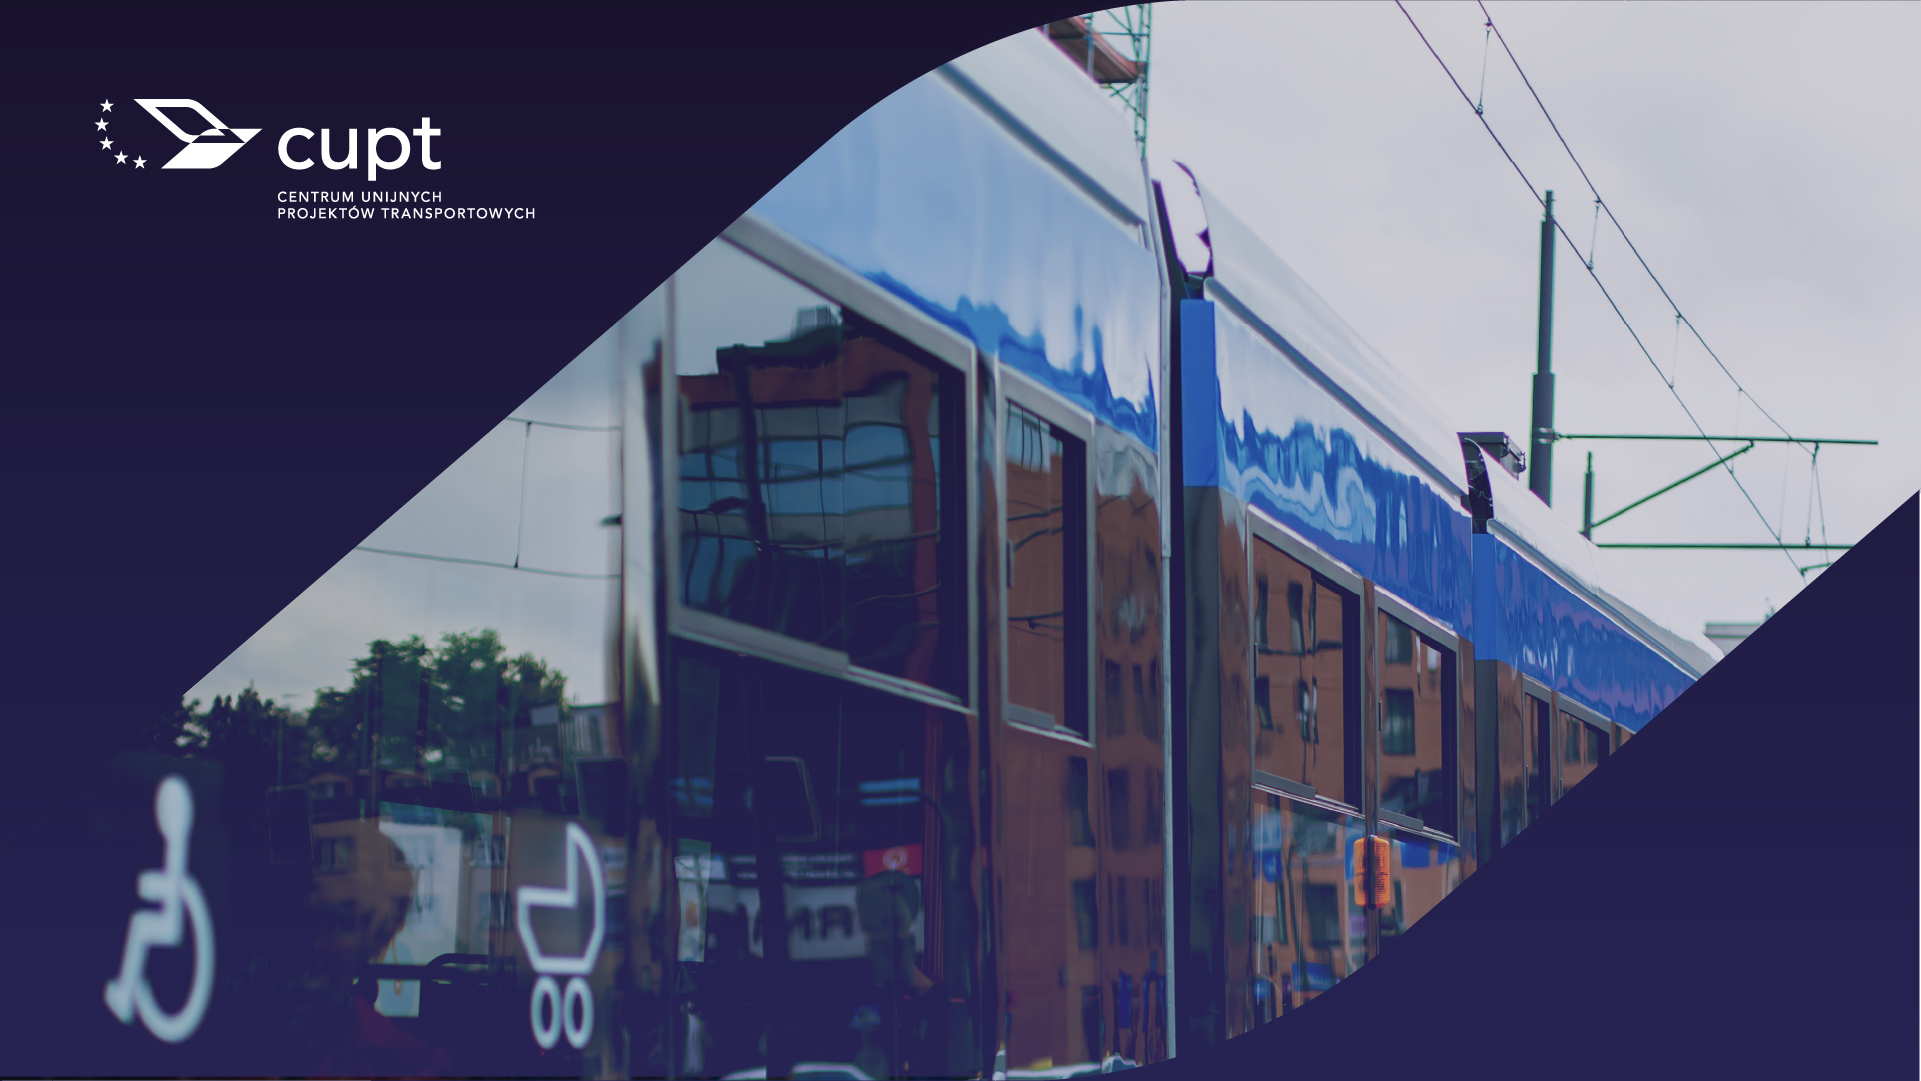 cupt
CENTRUM UNIJNYCH
PROJEKTÓW TRANSPORTOWYCH